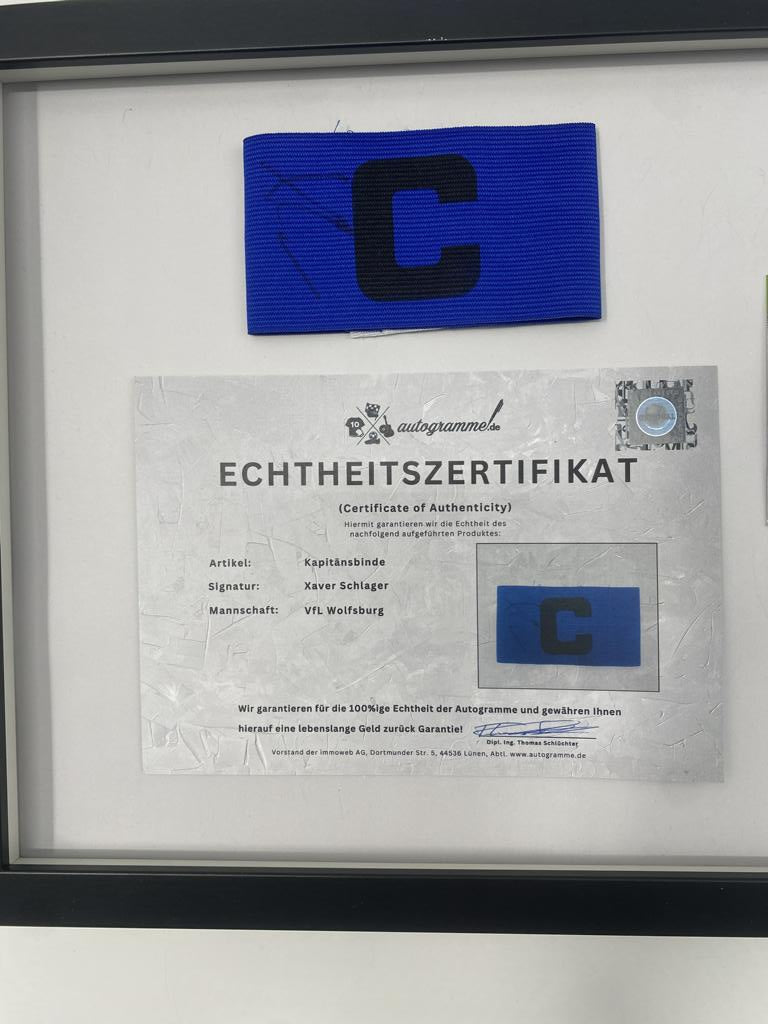 C
10
autogramme.de
ECHTHEITSZERTIFIKAT
(Certificate of Authenticity)
Hiermit garantieren wir die Echtheit des
nachfolgend aufgeführten Produktes:
Artikel: Kapitänsbinde
Signatur: Xaver Schlager
Mannschaft: VfL Wolfsburg
C
Wir garantieren für die 100%ige Echtheit der Autogramme und gewähren Ihnen
hierauf eine lebenslange Geld zurück Garantie!
Dipl. Ing. Thomas Schlüchter
Vorstand der immoweb AG, Dortmunder Str. 5, 44536 Lünen, Abtl. www.autogramme.de